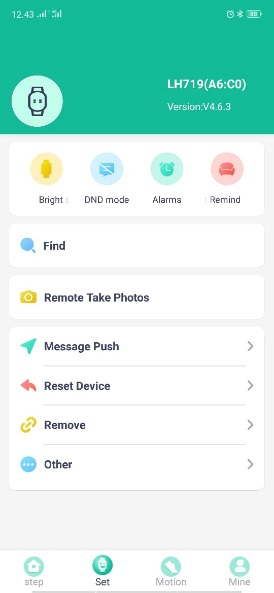 12.43
LH719(A6:C0)
Version:V4.6.3
Bright
DND mode
Alarms
Remind
Find
Remote Take Photos
Message Push
Reset Device
Remove
Other
step
Set
Motion
Mine